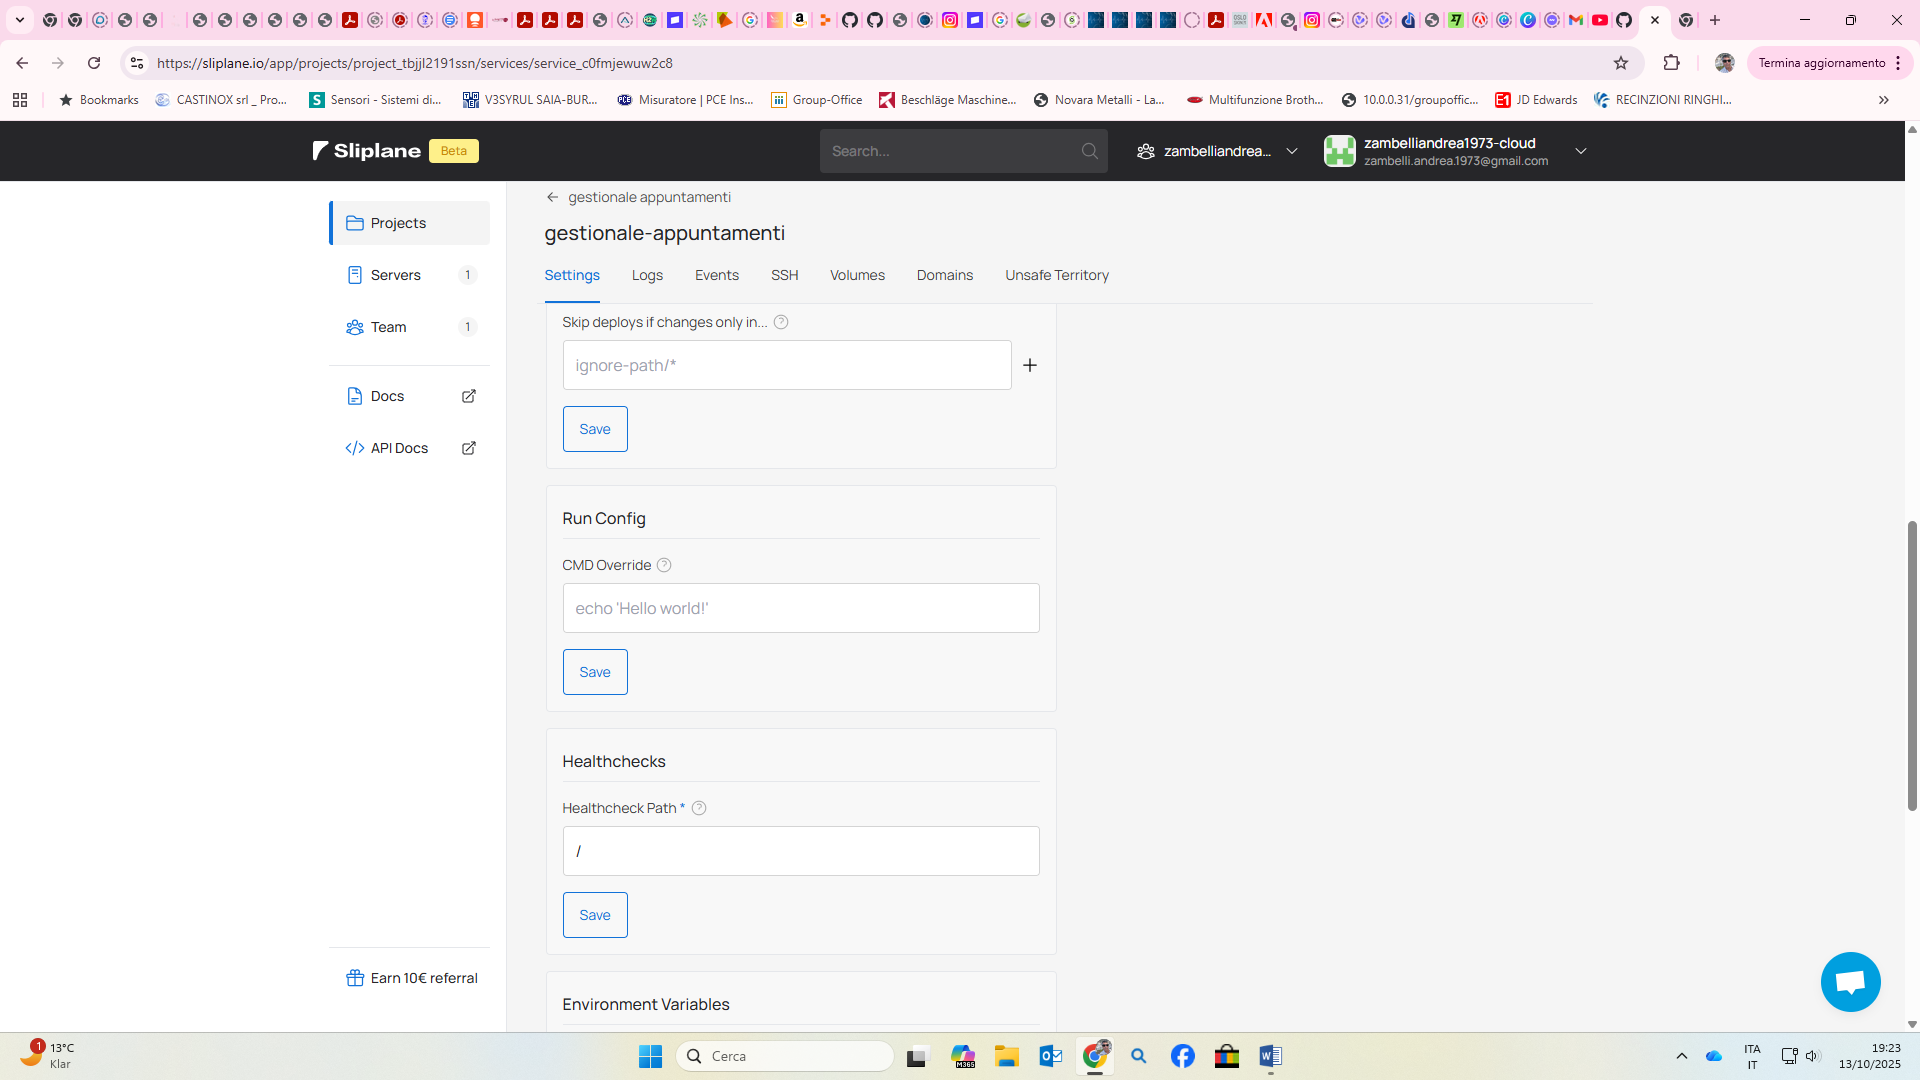 https://sliplane.io/app/projects/project_tbjjl2191ssn/services/service_c0fmjewuw2c8
Termina aggiornamento
Bookmarks
CASTINOX srl _ Pro...
Sensori - Sistemi di...
V3SYRUL SAIA-BUR...
Misuratore | PCE Ins...
Group-Office
Beschläge Maschine...
Novara Metalli - La...
Multifunzione Broth...
10.0.0.31/groupoffic...
JD Edwards
RECINZIONI RINGHI...
Sliplane
Beta
Search...
zambelliandrea...
zambelliandrea1973-cloud
zambelli.andrea.1973@gmail.com
Projects
Servers
1
Team
1
Docs
API Docs
Earn 10€ referral
gestionale appuntamenti
gestionale-appuntamenti
Settings
Logs
Events
SSH
Volumes
Domains
Unsafe Territory
Skip deploys if changes only in...
ignore-path/*
Save
Run Config
CMD Override
echo 'Hello world!'
Save
Healthchecks
Healthcheck Path *
/
Save
Environment Variables
1
13°C
Klar
Cerca
ITA
IT
19:23
13/10/2025